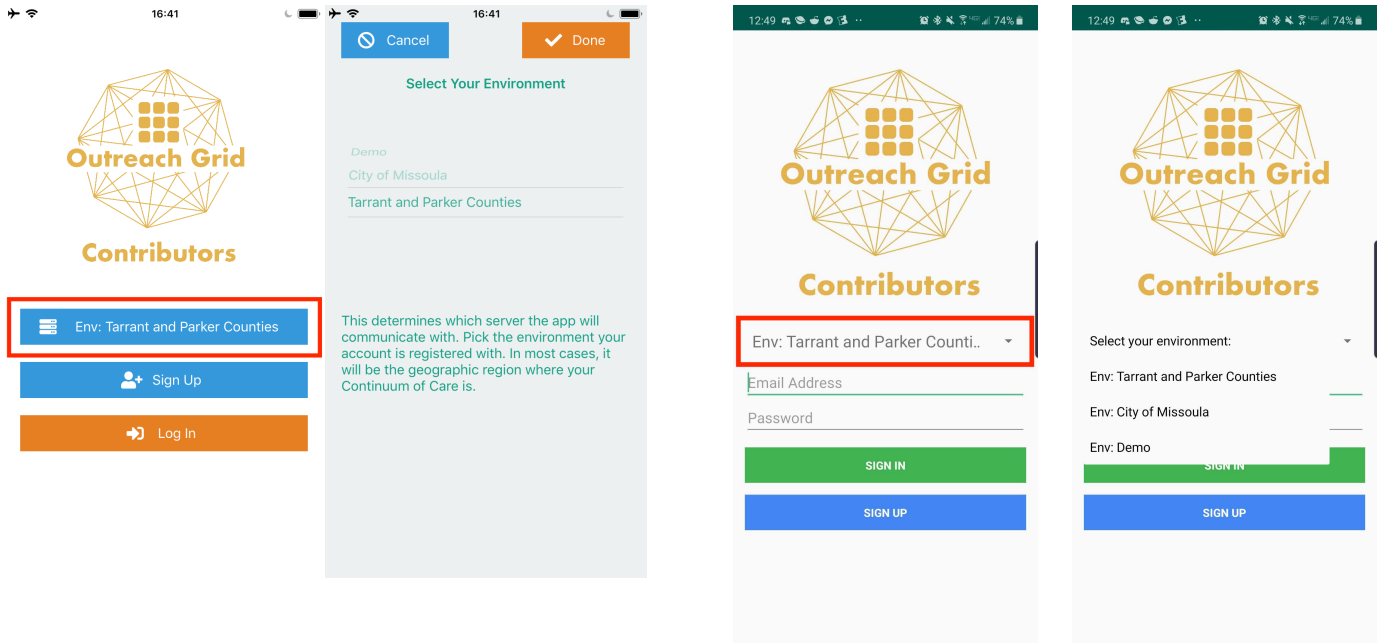 16:41
Outreach Grid
Contributors
Env: Tarrant and Parker Counties
Sign Up
Log In
16:41
Cancel
Done
Select Your Environment
Demo
City of Missoula
Tarrant and Parker Counties
This determines which server the app will
communicate with. Pick the environment your
account is registered with. In most cases, it
will be the geographic region where your
Continuum of Care is.
12:49 74%
Outreach Grid
Contributors
Env: Tarrant and Parker Counti..
Email Address
Password
SIGN IN
SIGN UP
12:49 74%
Outreach Grid
Contributors
Select your environment:
Env: Tarrant and Parker Counties
Env: City of Missoula
Env: Demo
SIGN IN
SIGN UP